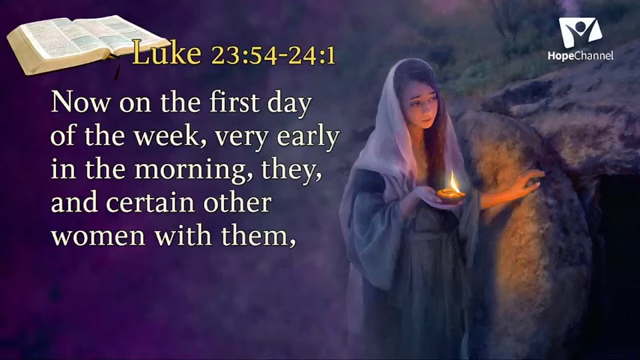 Luke 23:54-24:1
HopeChannel
Now on the first day
of the week, very early
in the morning, they,
and certain other
women with them,